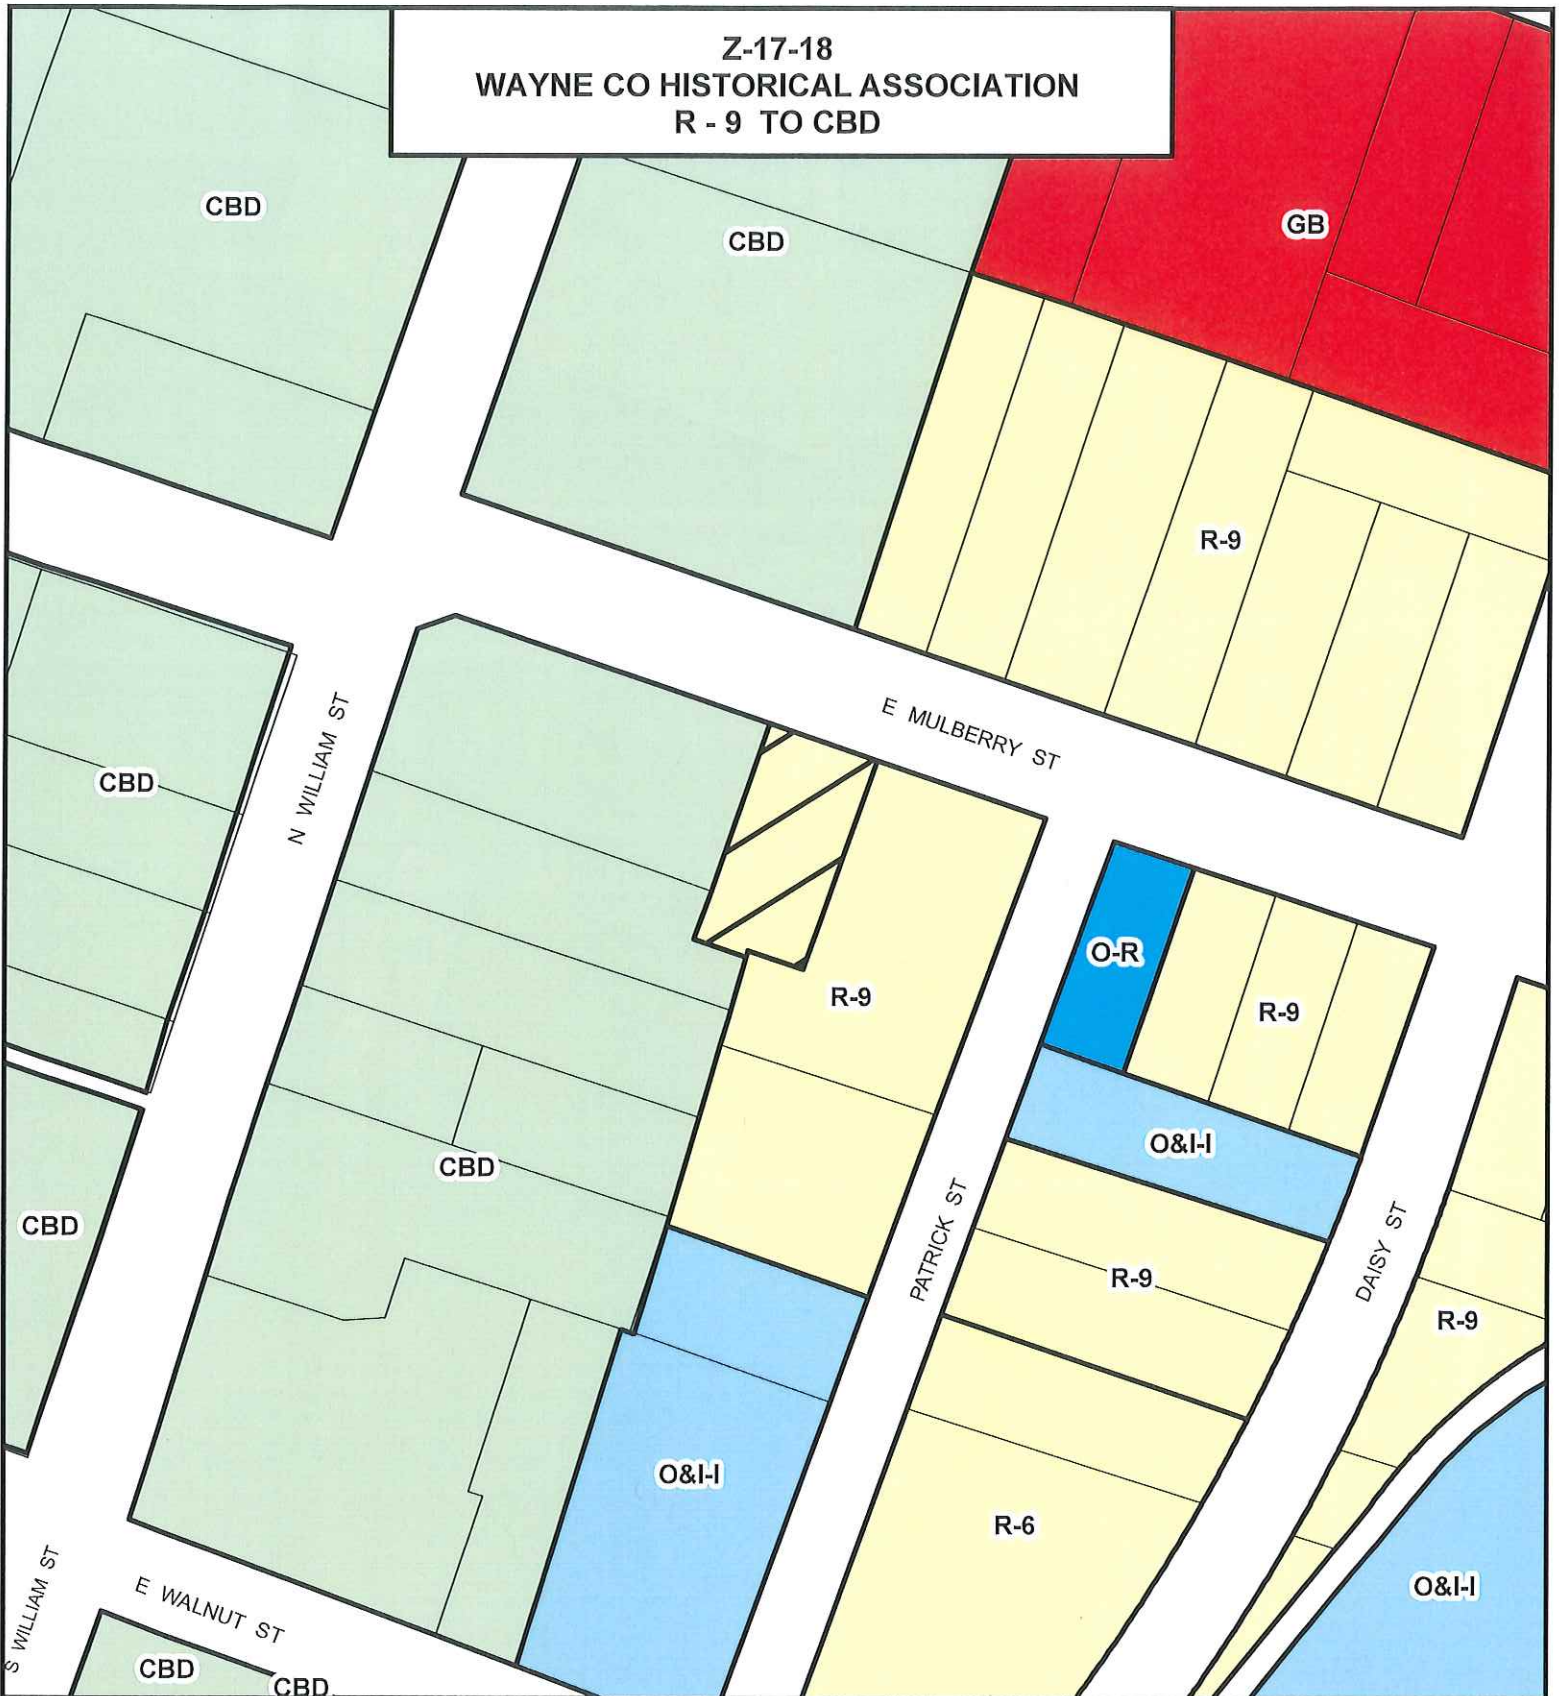 Z-17-18
WAYNE CO HISTORICAL ASSOCIATION
R - 9 TO CBD
CBD
CBD
GB
R-9
E MULBERRY ST
N WILLIAM ST
CBD
O-R
R-9
R-9
O&I-I
CBD
CBD
PATRICK ST
DAISY ST
R-9
R-9
O&I-I
R-6
O&I-I
S WILLIAM ST
E WALNUT ST
CBD
CBD